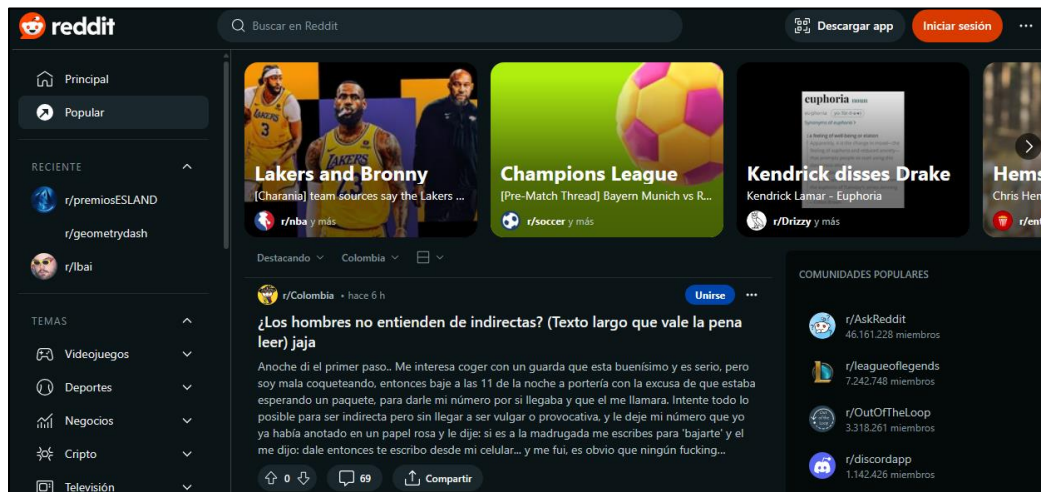 reddit
Buscar en Reddit
Descargar app
Iniciar sesión
Principal
Popular
RECIENTE
r/premiosESLAND
r/geometrydash
r/Ibai
TEMAS
Videojuegos
Deportes
Negocios
Cripto
Televisión
LAKERS
3
LAKERS
Lakers and Bronny
[Charania] team sources say the Lakers ...
r/nba y más
Champions League
[Pre-Match Thread] Bayern Munich vs R...
r/soccer y más
euphoria
Kendrick disses Drake
Kendrick Lamar - Euphoria
r/Drizzy y más
Hems
Chris Hen
r/ent
Destacando
Colombia
r/Colombia • hace 6 h
Unirse
¿Los hombres no entienden de indirectas? (Texto largo que vale la pena
leer) jaja
Anoche di el primer paso.. Me interesa coger con un guarda que esta buenísimo y es serio, pero
soy mala coqueteando, entonces baje a las 11 de la noche a portería con la excusa de que estaba
esperando un paquete, para darle mi número por si llegaba y que el me llamara. Intente todo lo
posible para ser indirecta pero sin llegar a ser vulgar o provocativa, y le deje mi número que yo
ya había anotado en un papel rosa y le dije: si es a la madrugada me escribes para 'bajarte' y el
me dijo: dale entonces te escribo desde mi celular... y me fui, es obvio que ningún fucking...
0
69
Compartir
COMUNIDADES POPULARES
r/AskReddit
46.161.228 miembros
r/leagueoflegends
7.242.748 miembros
r/OutOfTheLoop
3.318.261 miembros
r/discordapp
1.142.426 miembros